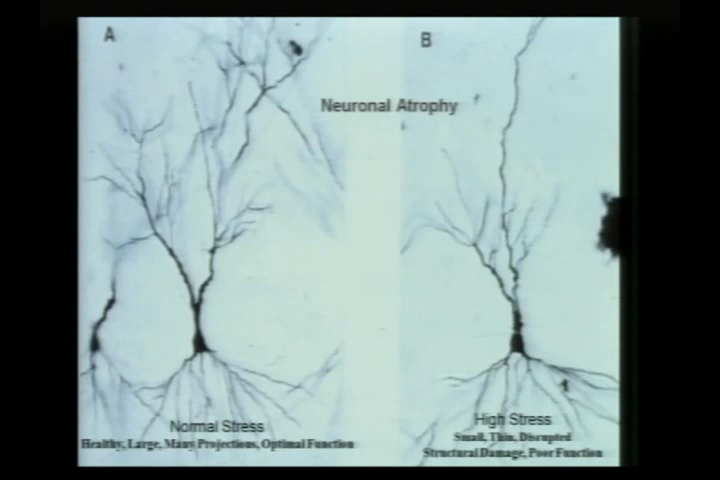 A
B
Neuronal Atrophy
Normal Stress
Healthy, Large, Many Projections, Optimal Function
High Stress
Small, Thin, Disrupted
Structural Damage, Poor Function